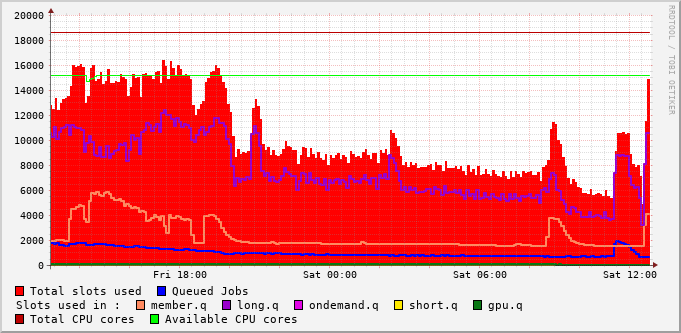 20000
18000
16000
14000
12000
10000
8000
6000
4000
2000
0
Fri 18:00 Sat 00:00 Sat 06:00 Sat 12:00
RRDTOOL / TOBI OETIKER
Total slots used Queued Jobs
Slots used in : member.q long.q ondemand.q short.q gpu.q
Total CPU cores Available CPU cores